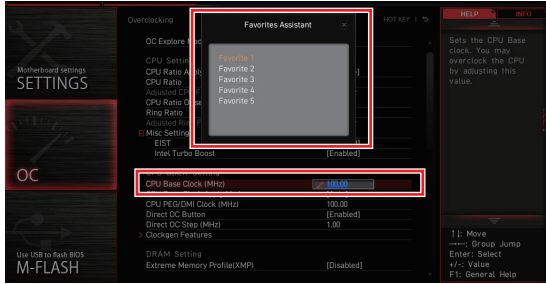 Overclocking
HOT KEY
HELP
INFO
Favorites Assistant
Favorite 1
Favorite 2
Favorite 3
Favorite 4
Favorite 5
OC Explore
CPU
CPU Ratio
CPU Ratio
Adjusted
CPU Ratio
Ring Ratio
Adjusted Ring
Misc Setting
EIST
Intel Turbo Boost [Enabled]
CPU Base Clock (MHz) 100.00
CPU PEG/DMI Clock (MHz) 100.00
Direct OC Button [Enabled]
Direct OC Step (MHz) 1.00
Clockgen Features
DRAM Setting
Extreme Memory Profile(XMP) [Disabled]
Motherboard settings
SETTINGS
OC
Use USB to flash BIOS
M-FLASH
Sets the CPU Base
clock. You may
overclock the CPU
by adjusting this
value.
↑↓: Move
→←: Group Jump
Enter: Select
+/-: Value
F1: General Help